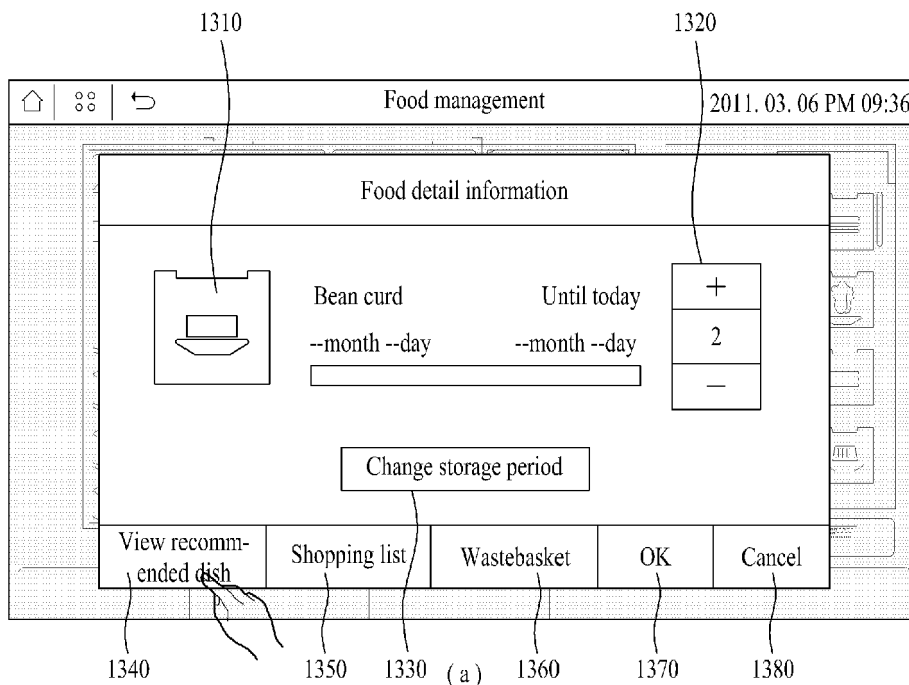 1310 1320
Food management 2011. 03. 06 PM 09:36
Food detail information
Bean curd Until today
--month --day --month --day
+
2
−
Change storage period
View recomm-
ended dish
Shopping list
Wastebasket
OK
Cancel
1340 1350 1330 (a) 1360 1370 1380